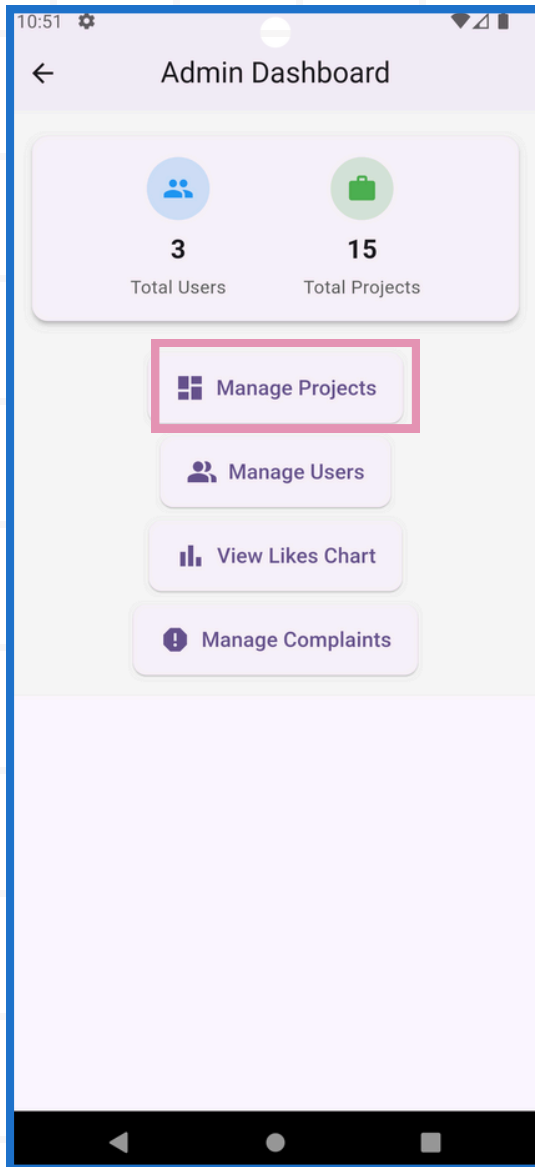 10:51
Admin Dashboard
3 15
Total Users Total Projects
Manage Projects
Manage Users
View Likes Chart
Manage Complaints